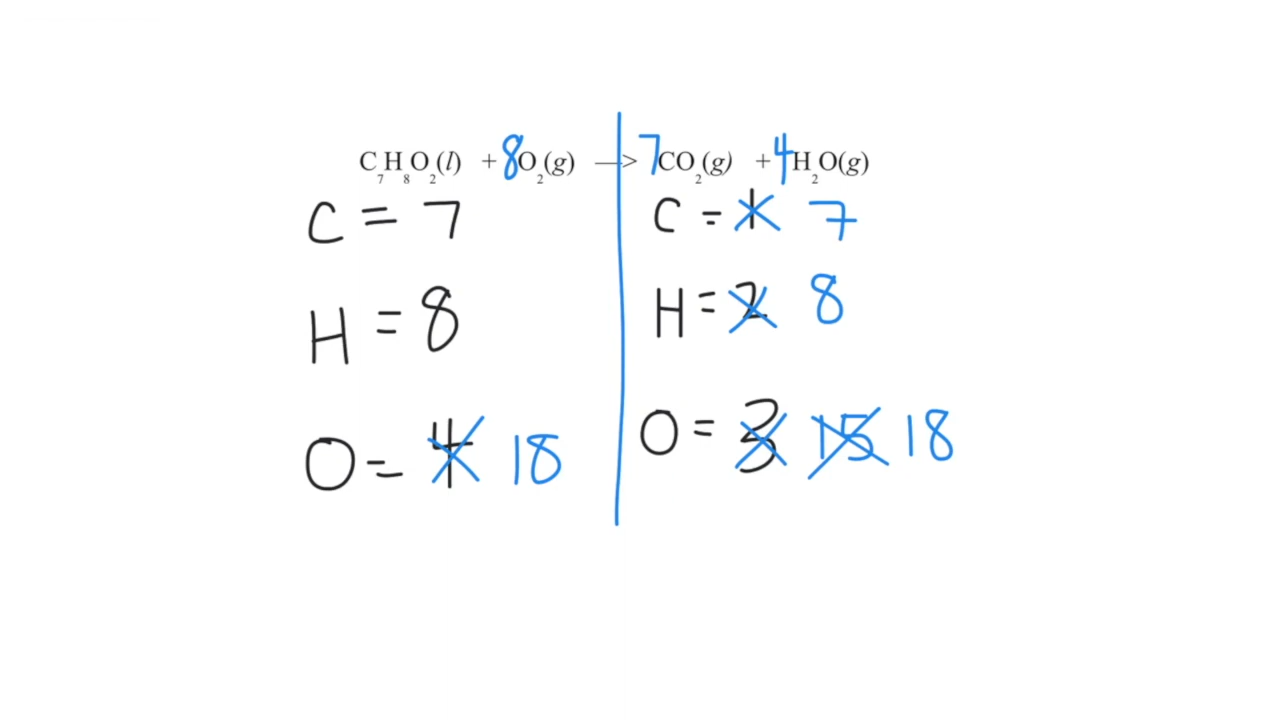 C₇H₈O₂(l) + 8O₂(g) —> 7CO₂(g) + 4H₂O(g)
C = 7
C = 1 7
H = 8
H = 2 8
O = 4 18
O = 3 15 18